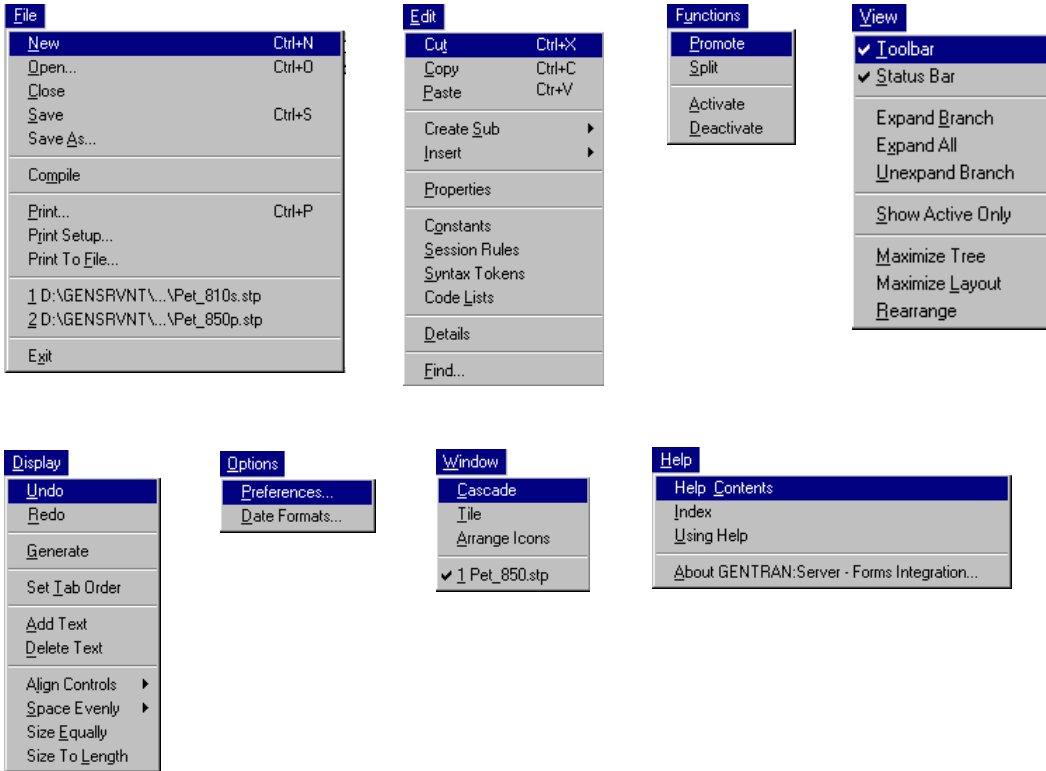 File
New Ctrl+N
Open... Ctrl+O
Close
Save Ctrl+S
Save As...
Compile
Print... Ctrl+P
Print Setup...
Print To File...
1 D:\GENSRVNT\...\Pet_810s.stp
2 D:\GENSRVNT\...\Pet_850p.stp
Exit
Edit
Cut Ctrl+X
Copy Ctrl+C
Paste Ctr+V
Create Sub
Insert
Properties
Constants
Session Rules
Syntax Tokens
Code Lists
Details
Find...
Functions
Promote
Split
Activate
Deactivate
View
Toolbar
Status Bar
Expand Branch
Expand All
Unexpand Branch
Show Active Only
Maximize Tree
Maximize Layout
Rearrange
Display
Undo
Redo
Generate
Set Tab Order
Add Text
Delete Text
Align Controls
Space Evenly
Size Equally
Size To Length
Options
Preferences...
Date Formats...
Window
Cascade
Tile
Arrange Icons
1 Pet_850.stp
Help
Help Contents
Index
Using Help
About GENTRAN:Server - Forms Integration...